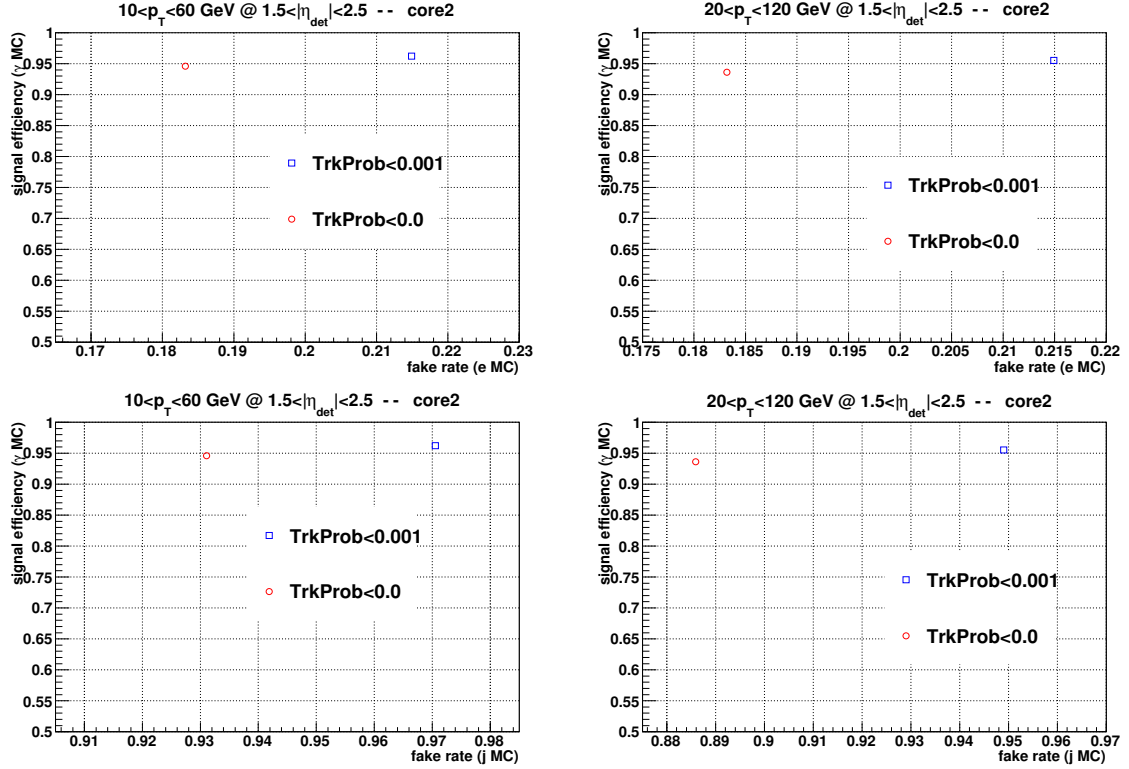 10<p_T<60 GeV @ 1.5<|η_det|<2.5 - - core2
signal efficiency (γ MC)
1
0.95
0.9
0.85
0.8
0.75
0.7
0.65
0.6
0.55
0.5
TrkProb<0.001
TrkProb<0.0
0.17 0.18 0.19 0.2 0.21 0.22 0.23
fake rate (e MC)
20<p_T<120 GeV @ 1.5<|η_det|<2.5 - - core2
signal efficiency (γ MC)
1
0.95
0.9
0.85
0.8
0.75
0.7
0.65
0.6
0.55
0.5
TrkProb<0.001
TrkProb<0.0
0.175 0.18 0.185 0.19 0.195 0.2 0.205 0.21 0.215 0.22
fake rate (e MC)
10<p_T<60 GeV @ 1.5<|η_det|<2.5 - - core2
signal efficiency (γ MC)
1
0.95
0.9
0.85
0.8
0.75
0.7
0.65
0.6
0.55
0.5
TrkProb<0.001
TrkProb<0.0
0.91 0.92 0.93 0.94 0.95 0.96 0.97 0.98
fake rate (j MC)
20<p_T<120 GeV @ 1.5<|η_det|<2.5 - - core2
signal efficiency (γ MC)
1
0.95
0.9
0.85
0.8
0.75
0.7
0.65
0.6
0.55
0.5
TrkProb<0.001
TrkProb<0.0
0.88 0.89 0.9 0.91 0.92 0.93 0.94 0.95 0.96 0.97
fake rate (j MC)